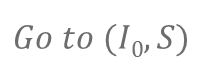 Go to (I₀, S)